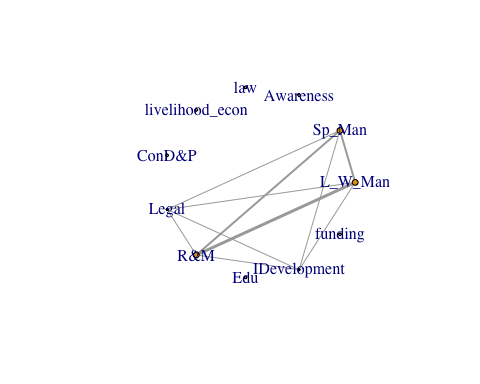 law
Awareness
livelihood_econ
Sp_Man
ConD&P
L_W_Man
Legal
funding
R&M
IDevelopment
Edu